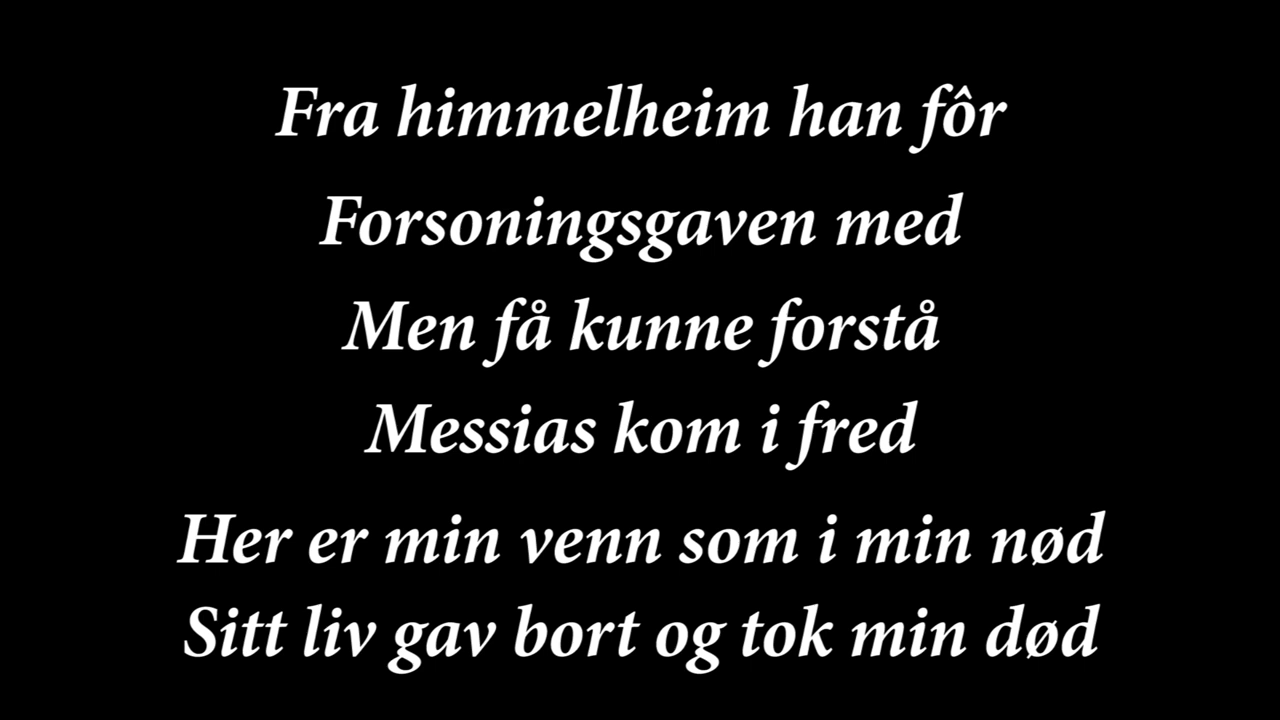 Fra himmelheim han fôr
Forsoningsgaven med
Men få kunne forstå
Messias kom i fred
Her er min venn som i min nød
Sitt liv gav bort og tok min død